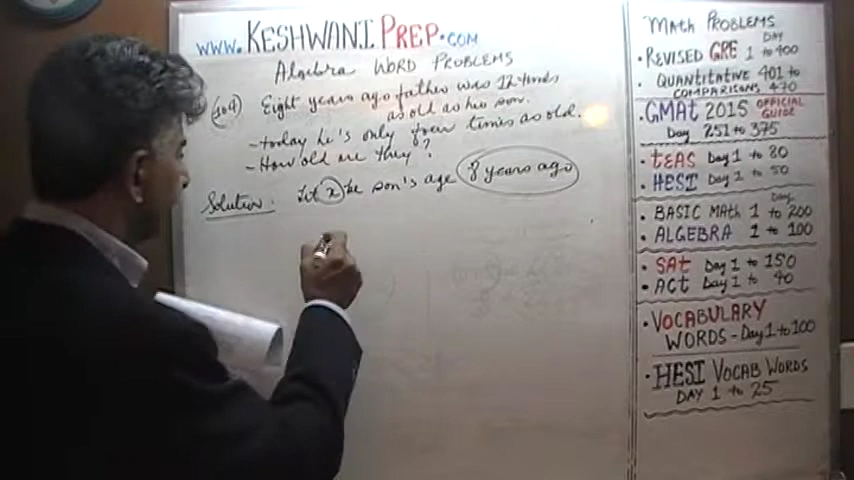 www.KESHWANIPREP.COM
Algebra WORD PROBLEMS
(104) Eight years ago father was 12 times
as old as his son.
- today he's only four times as old.
- How old are they?
Solution: Let x be son's age 8 years ago
MATH PROBLEMS
DAY
• REVISED GRE 1 to 400
• QUANTITATIVE 401 to
COMPARISONS 470
• GMAT 2015 OFFICIAL GUIDE
Day 251 to 375
• TEAS Day 1 to 80
• HESI Day 1 to 50
Day
• BASIC MATH 1 to 200
• ALGEBRA 1 to 100
• SAT Day 1 to 150
• ACT Day 1 to 40
• VOCABULARY
WORDS - Day 1 to 100
• HESI VOCAB WORDS
DAY 1 to 25